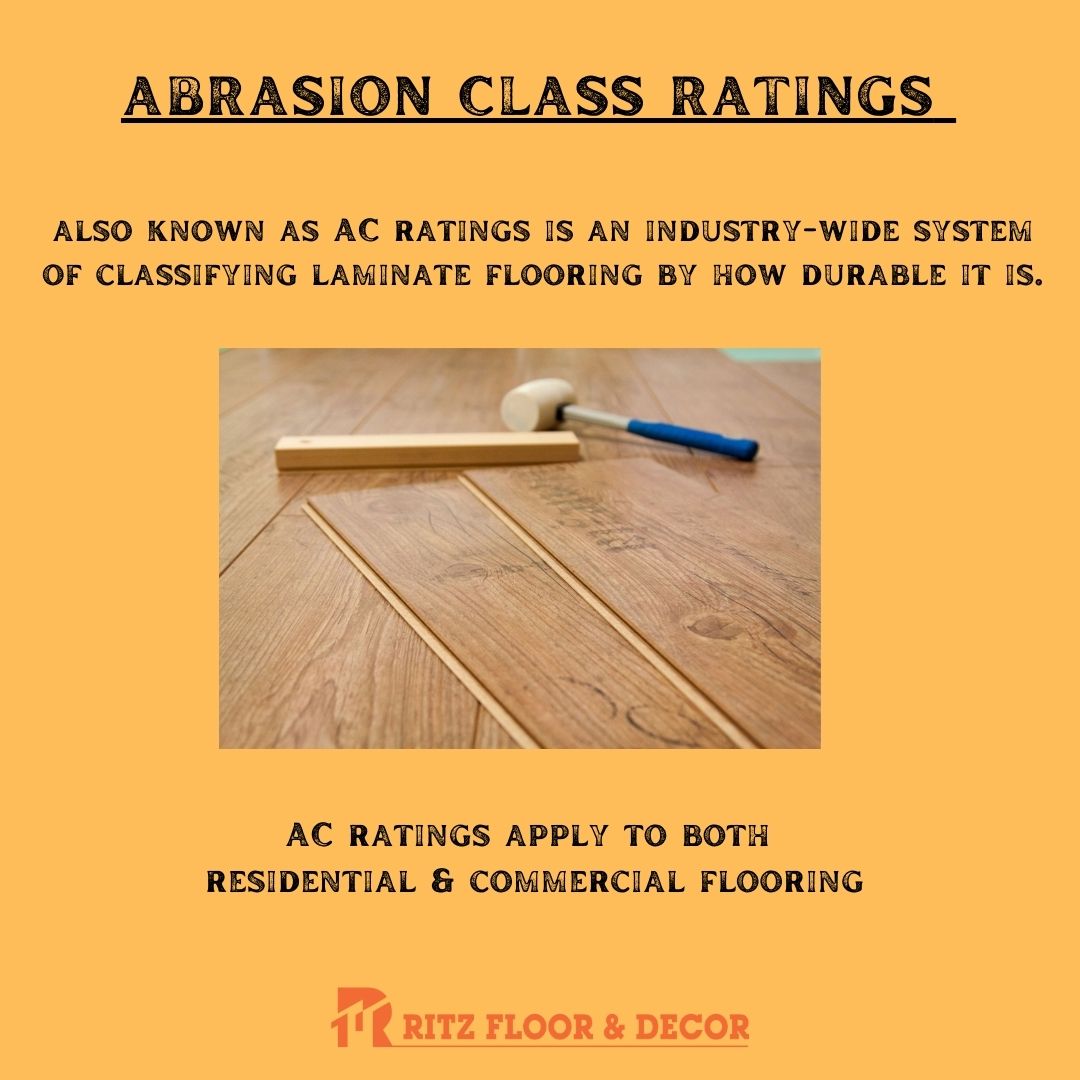 ABRASION CLASS RATINGS
ALSO KNOWN AS AC RATINGS IS AN INDUSTRY-WIDE SYSTEM
OF CLASSIFYING LAMINATE FLOORING BY HOW DURABLE IT IS.
AC RATINGS APPLY TO BOTH
RESIDENTIAL & COMMERCIAL FLOORING
RITZ FLOOR & DECOR